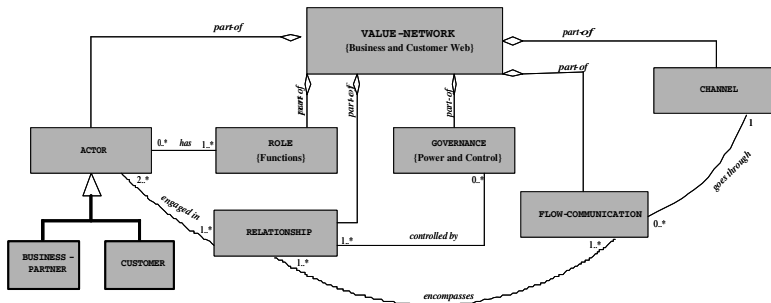 VALUE-NETWORK
{Business and Customer Web}
part-of
part-of
part-of
part-of
part-of
part-of
CHANNEL
ACTOR
0..*
has
1..*
ROLE
{Functions}
GOVERNANCE
{Power and Control}
1
2..*
engaged in
1..*
0..*
goes through
RELATIONSHIP
1..*
controlled by
FLOW-COMMUNICATION
0..*
1..*
1..*
encompasses
BUSINESS -
PARTNER
CUSTOMER